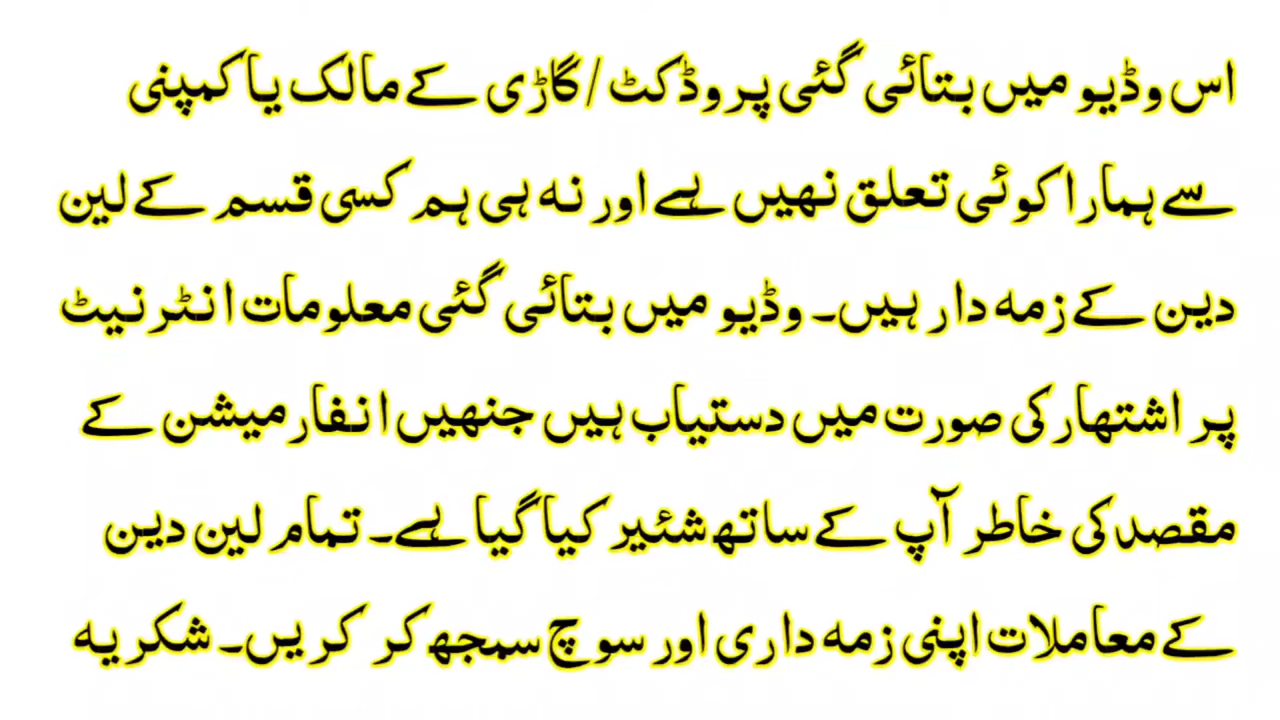 اس وڈیو میں بتائی گئی پروڈکٹ/گاڑی کے مالک یا کمپنی
سے ہمارا کوئی تعلق نہیں ہے اور نہ ہی ہم کسی قسم کے لین
دین کے زمہ دار ہیں۔ وڈیو میں بتائی گئی معلومات انٹرنیٹ
پر اشتھار کی صورت میں دستیاب ہیں جنھیں انفارمیشن کے
مقصد کی خاطر آپ کے ساتھ شئیر کیا گیا ہے۔ تمام لین دین
کے معاملات اپنی زمہ داری اور سوچ سمجھ کر کریں۔ شکریہ